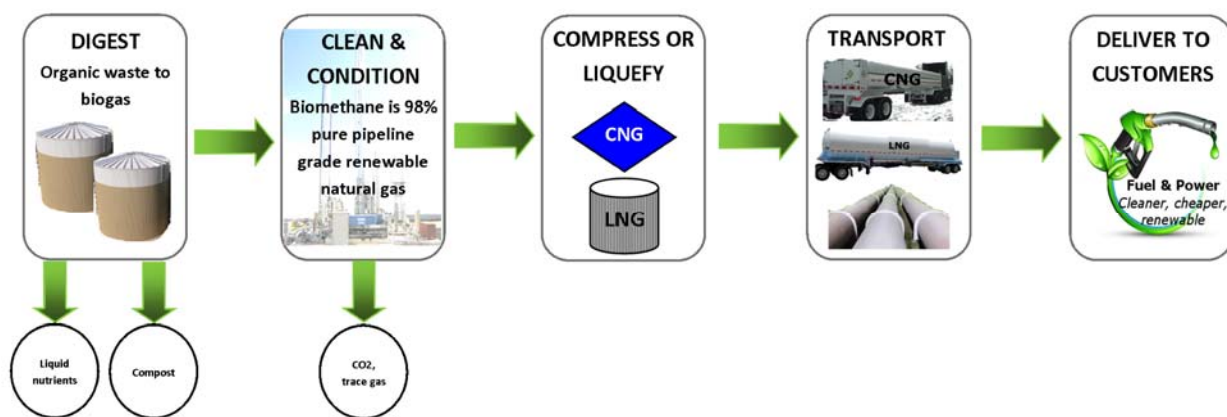 DIGEST
Organic waste to
biogas
CLEAN &
CONDITION
Biomethane is 98%
pure pipeline
grade renewable
natural gas
COMPRESS OR
LIQUEFY
CNG
LNG
TRANSPORT
CNG
LNG
DELIVER TO
CUSTOMERS
Fuel & Power
Cleaner, cheaper,
renewable
Liquid
nutrients
Compost
CO2,
trace gas